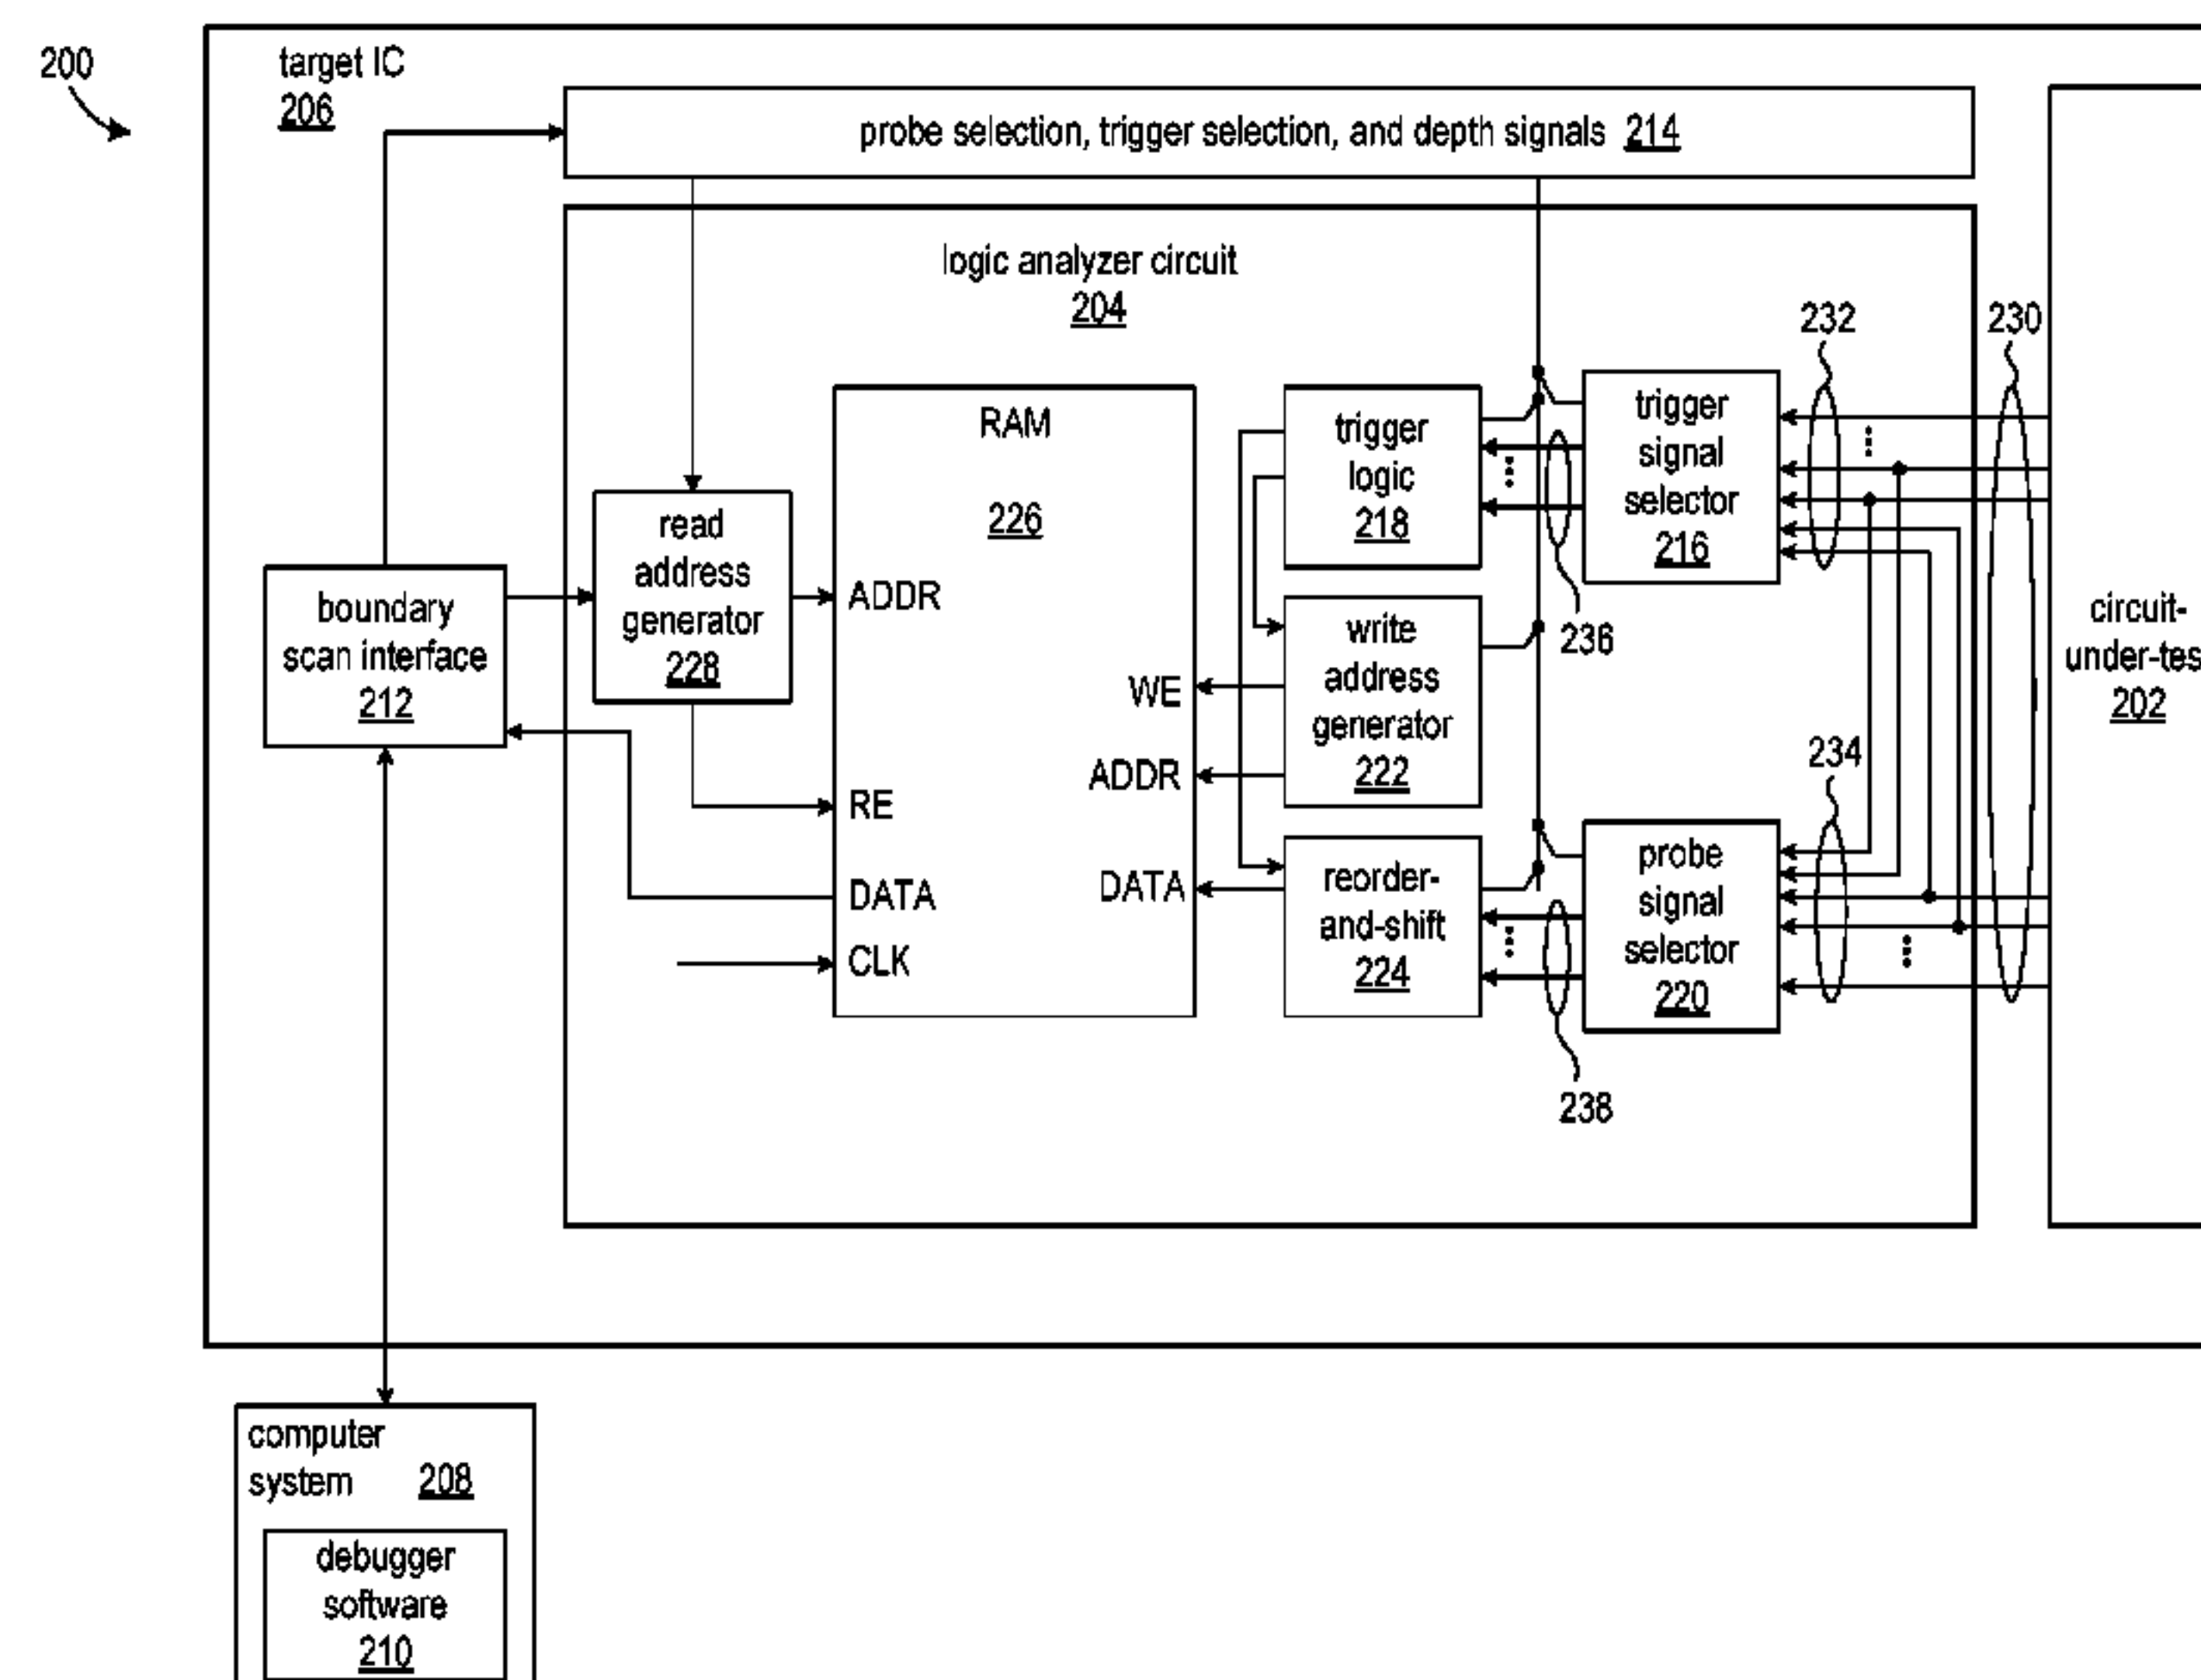 200
target IC
206
probe selection, trigger selection, and depth signals 214
logic analyzer circuit
204
232
230
RAM
226
ADDR
WE
ADDR
RE
DATA
DATA
CLK
trigger
logic
218
trigger
signal
selector
216
read
address
generator
228
boundary
scan interface
212
236
write
address
generator
222
circuit-
under-tes
202
234
reorder-
and-shift
224
probe
signal
selector
220
238
computer
system 208
debugger
software
210